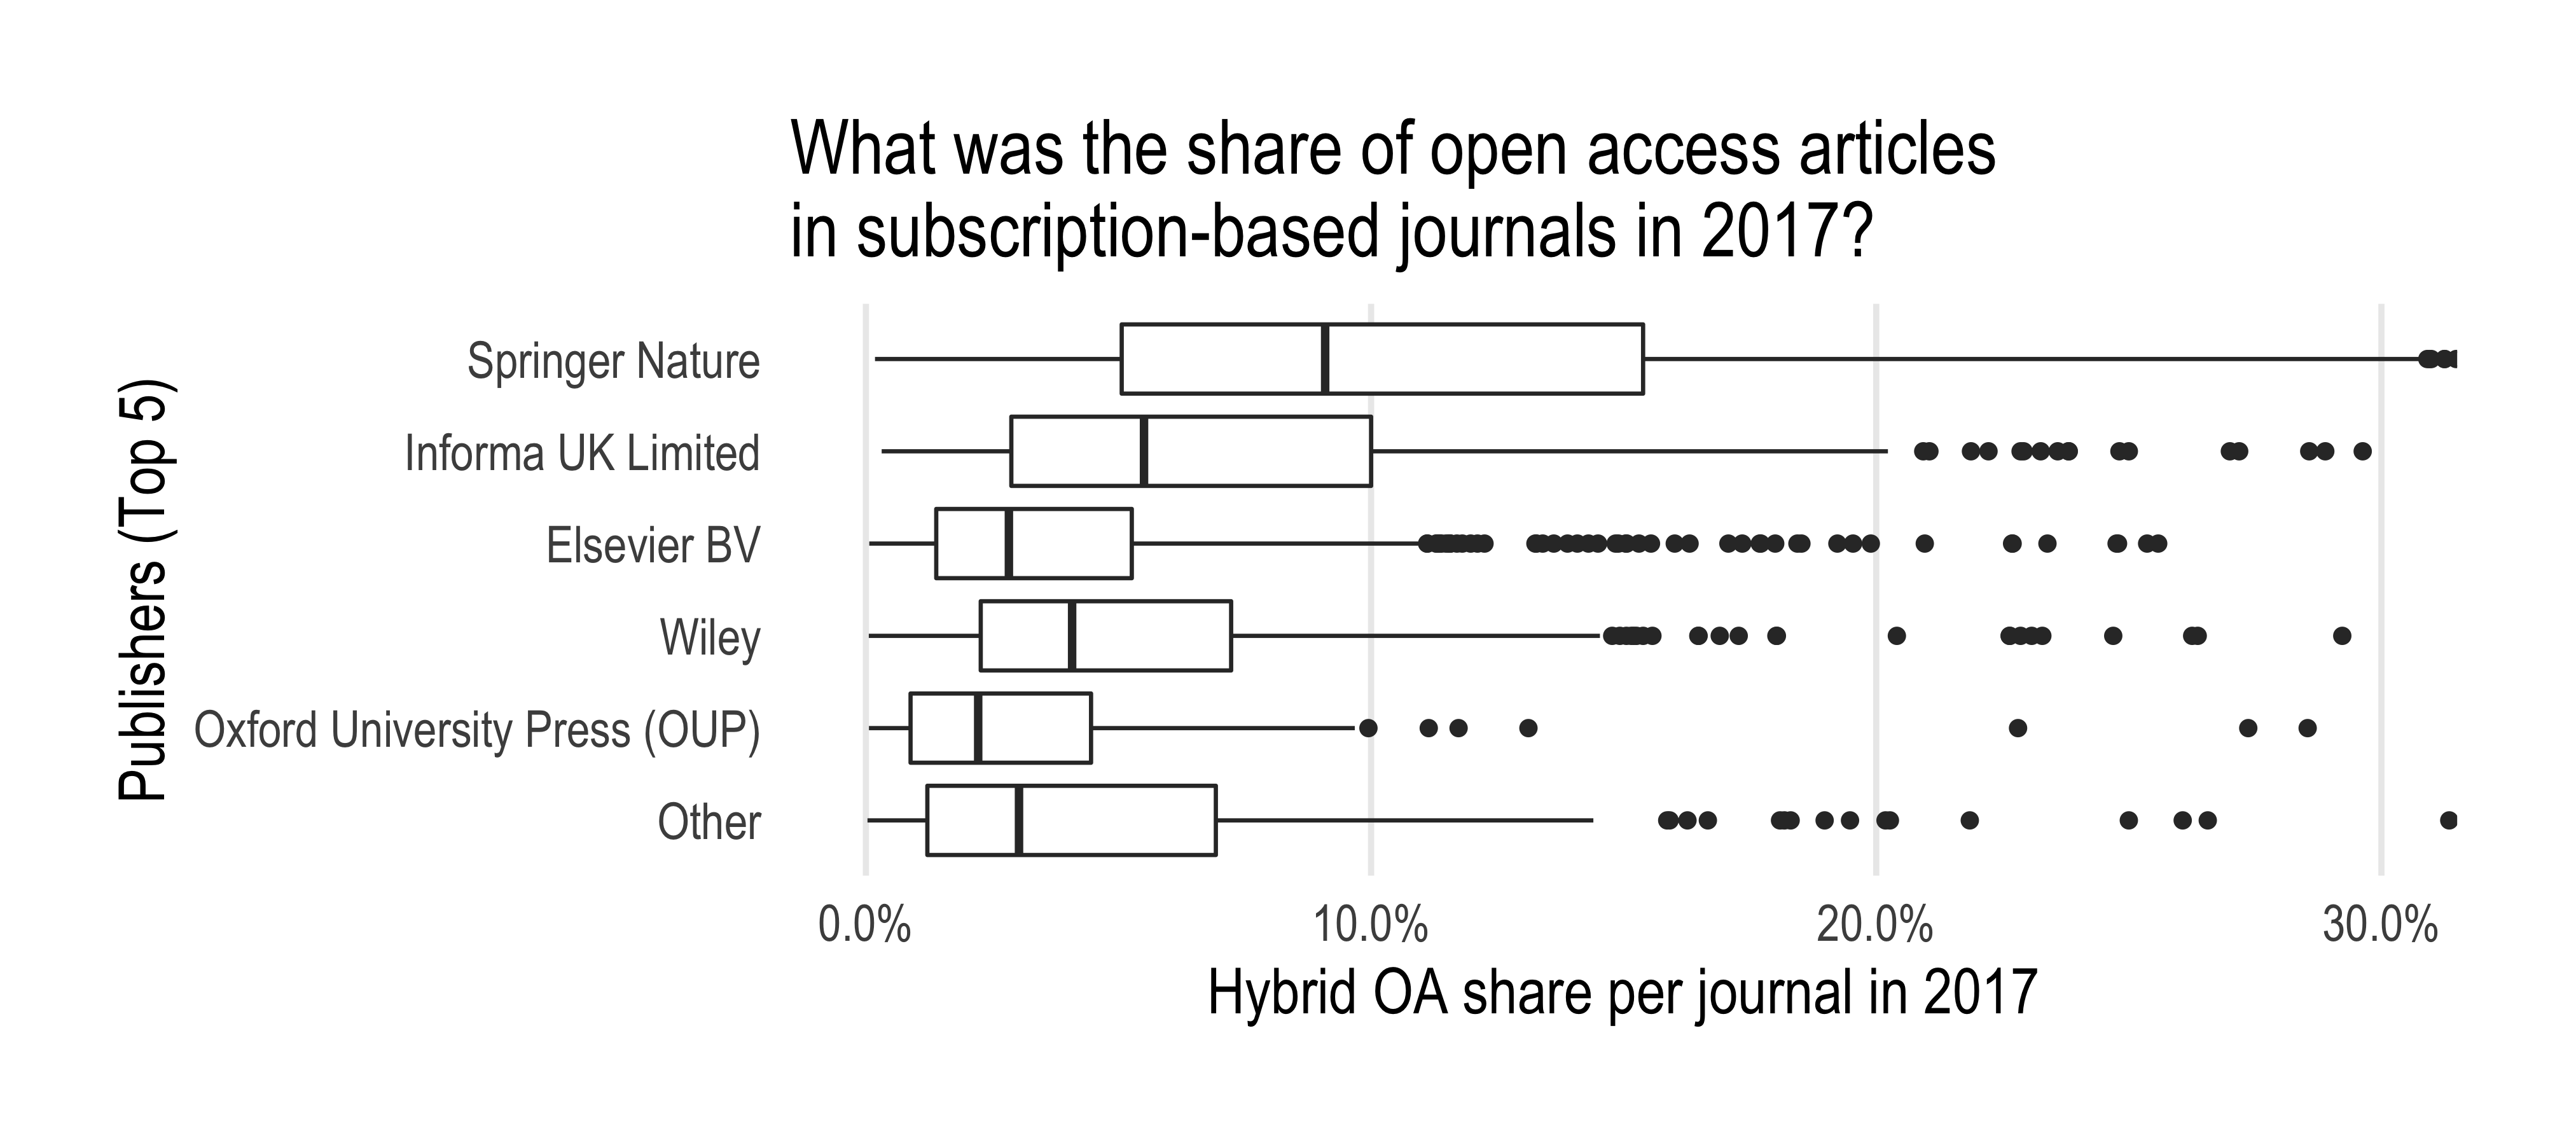 What was the share of open access articles
in subscription-based journals in 2017?
Publishers (Top 5)
Springer Nature
Informa UK Limited
Elsevier BV
Wiley
Oxford University Press (OUP)
Other
0.0%
10.0%
20.0%
30.0%
Hybrid OA share per journal in 2017